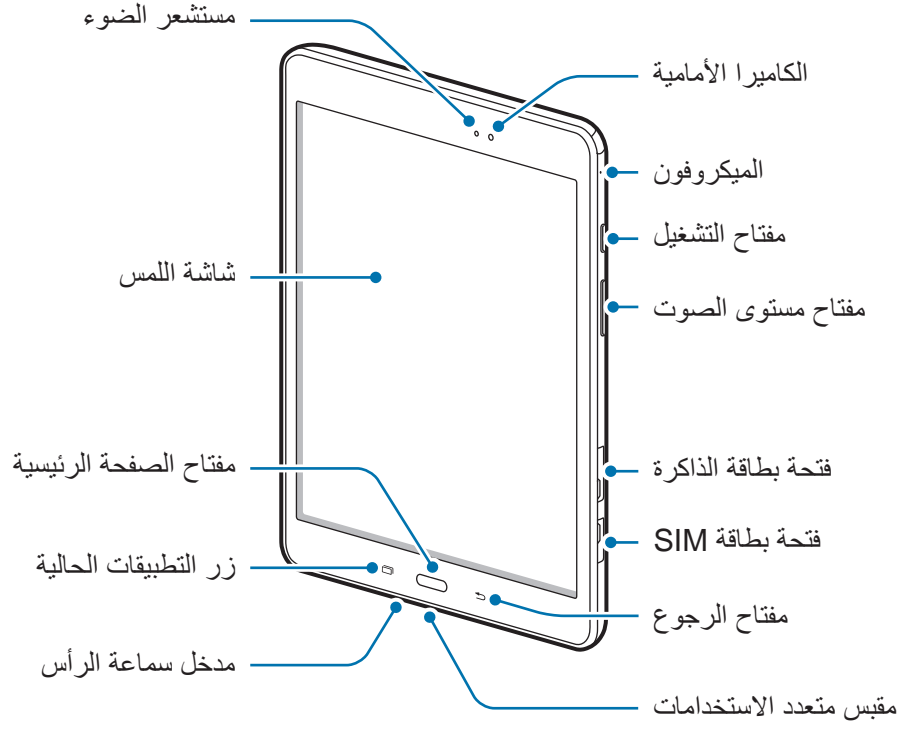 مستشعر الضوء
الكاميرا الأمامية
الميكروفون
مفتاح التشغيل
شاشة اللمس
مفتاح مستوى الصوت
مفتاح الصفحة الرئيسية
فتحة بطاقة الذاكرة
فتحة بطاقة SIM
زر التطبيقات الحالية
مفتاح الرجوع
مدخل سماعة الرأس
مقبس متعدد الاستخدامات